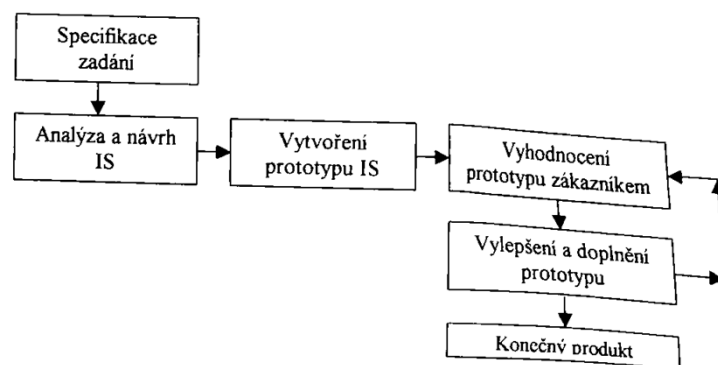 Specifikace
zadání
Analýza a návrh
IS
Vytvoření
prototypu IS
Vyhodnocení
prototypu zákazníkem
Vylepšení a doplnění
prototypu
Konečný produkt